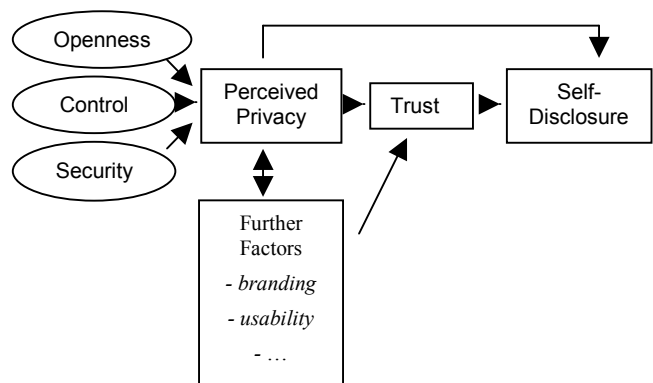 Openness
Control
Security
Perceived
Privacy
Trust
Self-
Disclosure
Further
Factors
- branding
- usability
- …